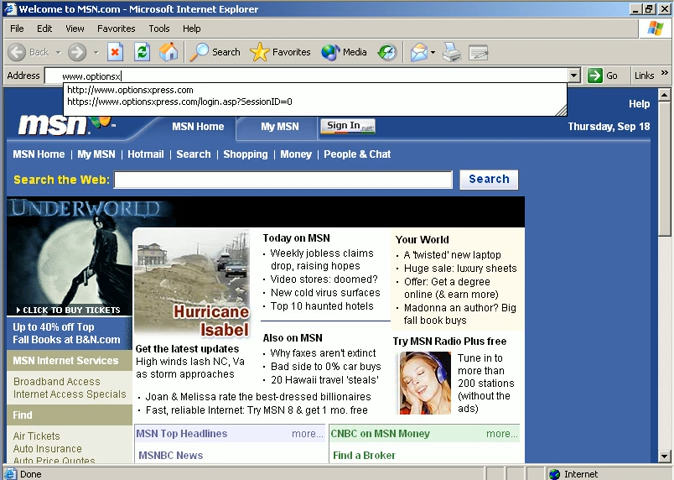 Welcome to MSN.com - Microsoft Internet Explorer
File Edit View Favorites Tools Help
Back Search Favorites Media
Address www.optionsx Go Links »
http://www.optionsxpress.com
https://www.optionsxpress.com/login.asp?SessionID=0
Help
msn MSN Home My MSN Sign In .net Thursday, Sep 18
MSN Home | My MSN | Hotmail | Search | Shopping | Money | People & Chat
Search the Web: Search
UNDERWORLD
CLICK TO BUY TICKETS
Up to 40% off Top
Fall Books at B&N.com
MSN Internet Services
Broadband Access
Internet Access Specials
Find
Air Tickets
Auto Insurance
Auto Price Quotes
Hurricane
Isabel
Get the latest updates
High winds lash NC, Va
as storm approaches
Today on MSN
· Weekly jobless claims
drop, raising hopes
· Video stores: doomed?
· New cold virus surfaces
· Top 10 haunted hotels
Also on MSN
· Why faxes aren't extinct
· Bad side to 0% car buys
· 20 Hawaii travel 'steals'
· Joan & Melissa rate the best-dressed billionaires
· Fast, reliable Internet: Try MSN 8 & get 1 mo. free
Your World
· A 'twisted' new laptop
· Huge sale: luxury sheets
· Offer: Get a degree
online (& earn more)
· Madonna an author? Big
fall book buys
Try MSN Radio Plus free
Tune in to
more than
200 stations
(without the
ads)
MSN Top Headlines more...
MSNBC News
CNBC on MSN Money more...
Find a Broker
Done Internet